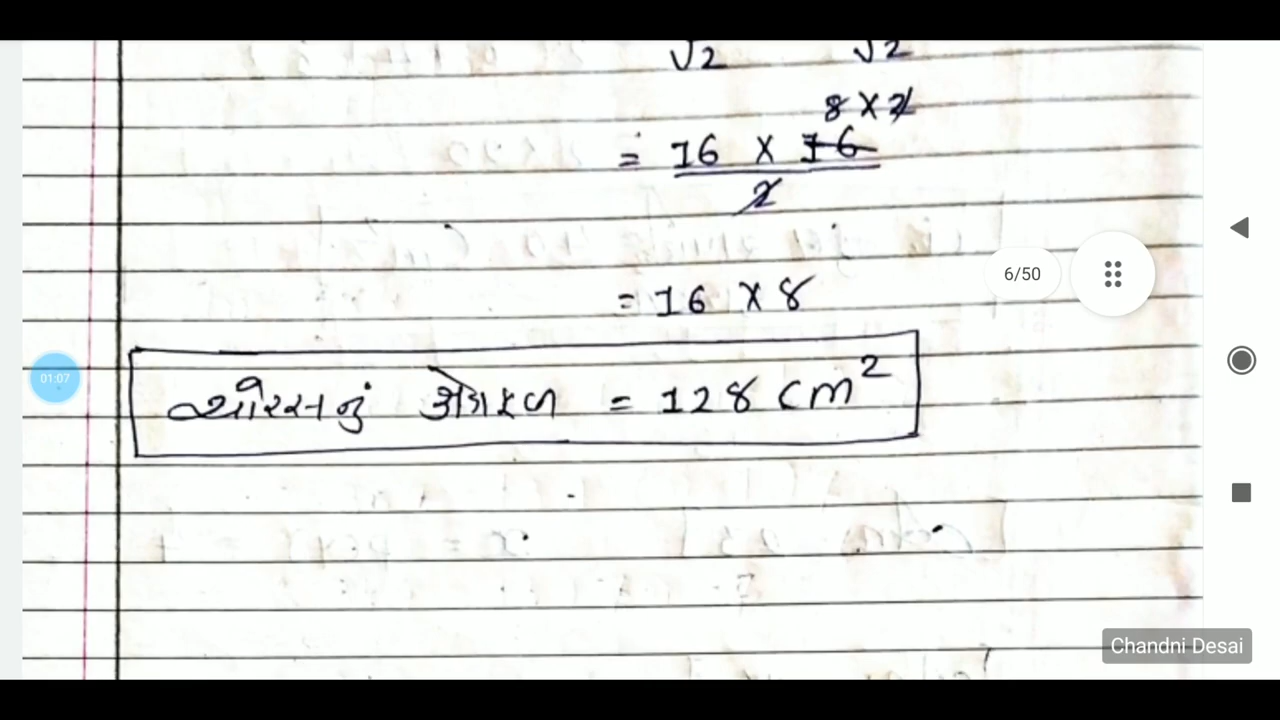 √2 √2
8 X 2
= 16 X 16
2
6/50
= 16 X 8
01:07
ચોરસનું ક્ષેત્રફળ = 128 cm²
Chandni Desai